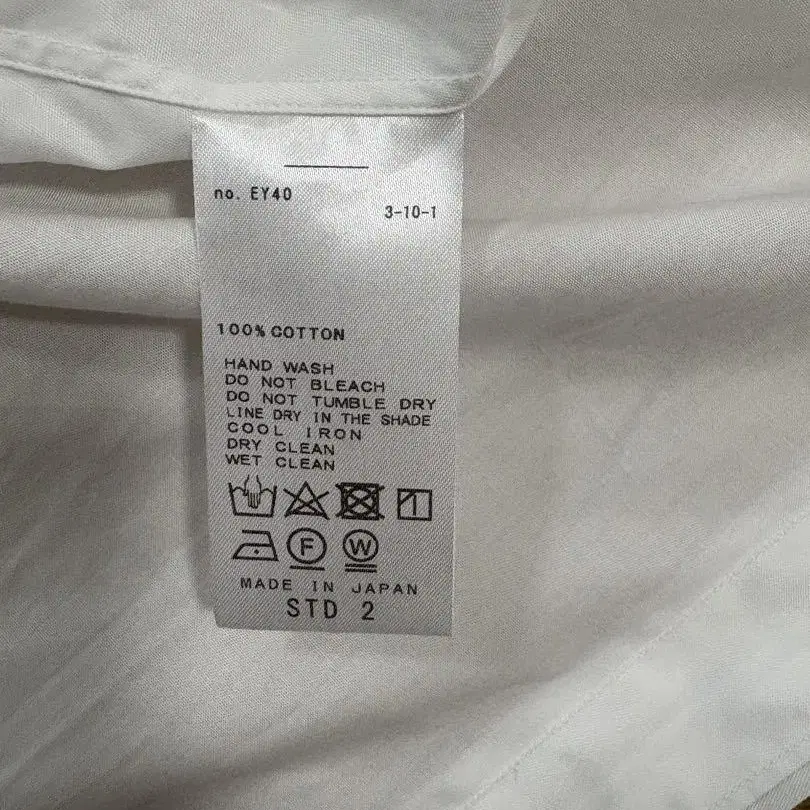 no. EY40
3-10-1
100% COTTON
HAND WASH
DO NOT BLEACH
DO NOT TUMBLE DRY
LINE DRY IN THE SHADE
COOL IRON
DRY CLEAN
WET CLEAN
F W
MADE IN JAPAN
STD 2